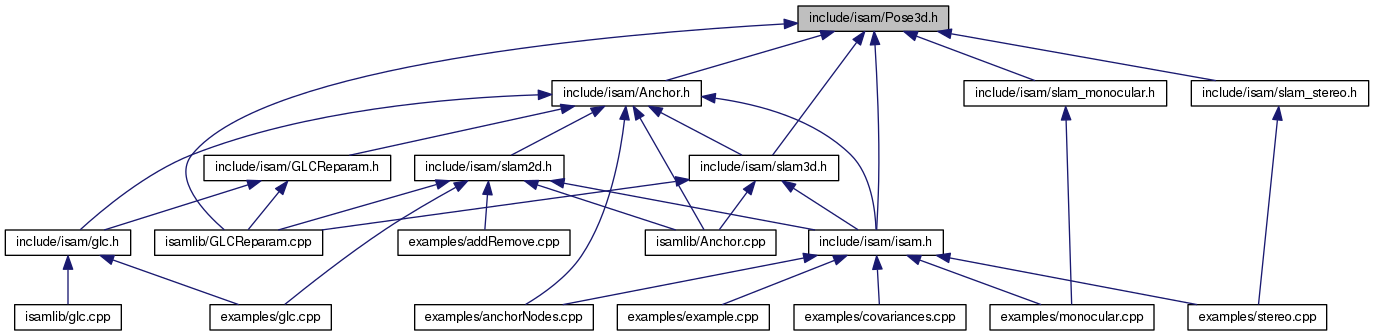 include/isam/Pose3d.h
include/isam/Anchor.h
include/isam/slam_monocular.h
include/isam/slam_stereo.h
include/isam/GLCReparam.h
include/isam/slam2d.h
include/isam/slam3d.h
include/isam/glc.h
isamlib/GLCReparam.cpp
examples/addRemove.cpp
isamlib/Anchor.cpp
include/isam/isam.h
isamlib/glc.cpp
examples/glc.cpp
examples/anchorNodes.cpp
examples/example.cpp
examples/covariances.cpp
examples/monocular.cpp
examples/stereo.cpp